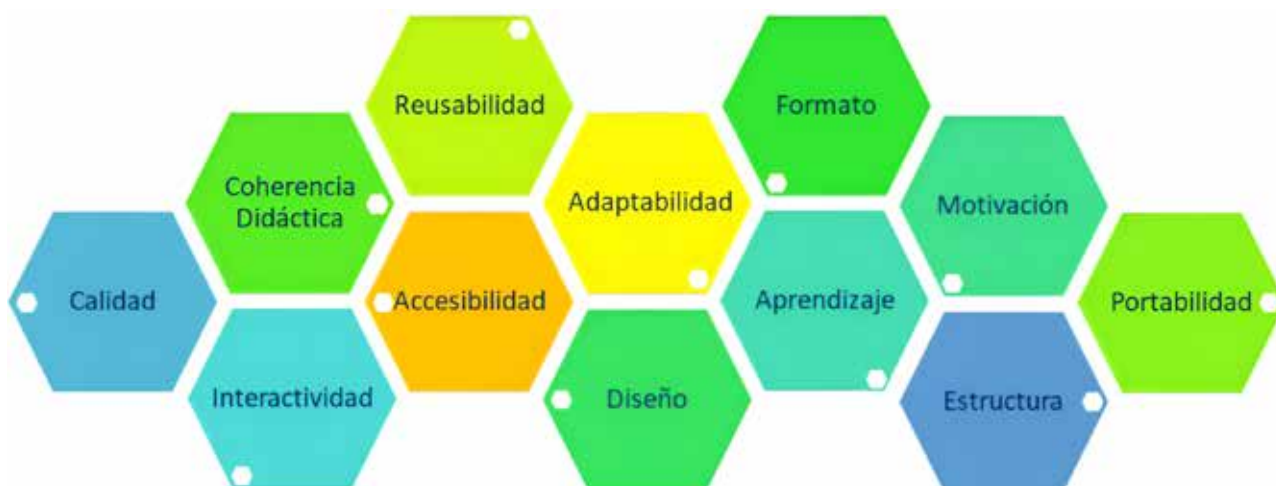 Reusabilidad
Formato
Coherencia
Didáctica
Adaptabilidad
Motivación
Calidad
Accesibilidad
Aprendizaje
Portabilidad
Interactividad
Diseño
Estructura